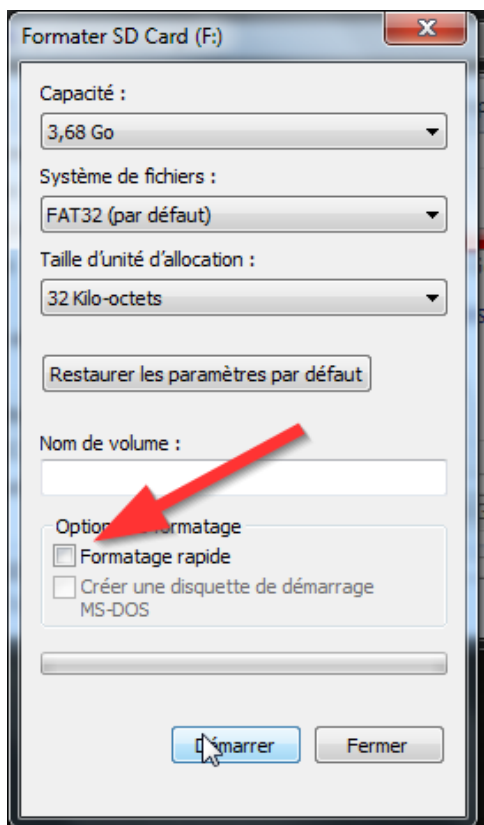 Formater SD Card (F:)
Capacité :
3,68 Go
Système de fichiers :
FAT32 (par défaut)
Taille d'unité d'allocation :
32 Kilo-octets
Restaurer les paramètres par défaut
Nom de volume :
Option formatage
Formatage rapide
Créer une disquette de démarrage
MS-DOS
Démarrer Fermer